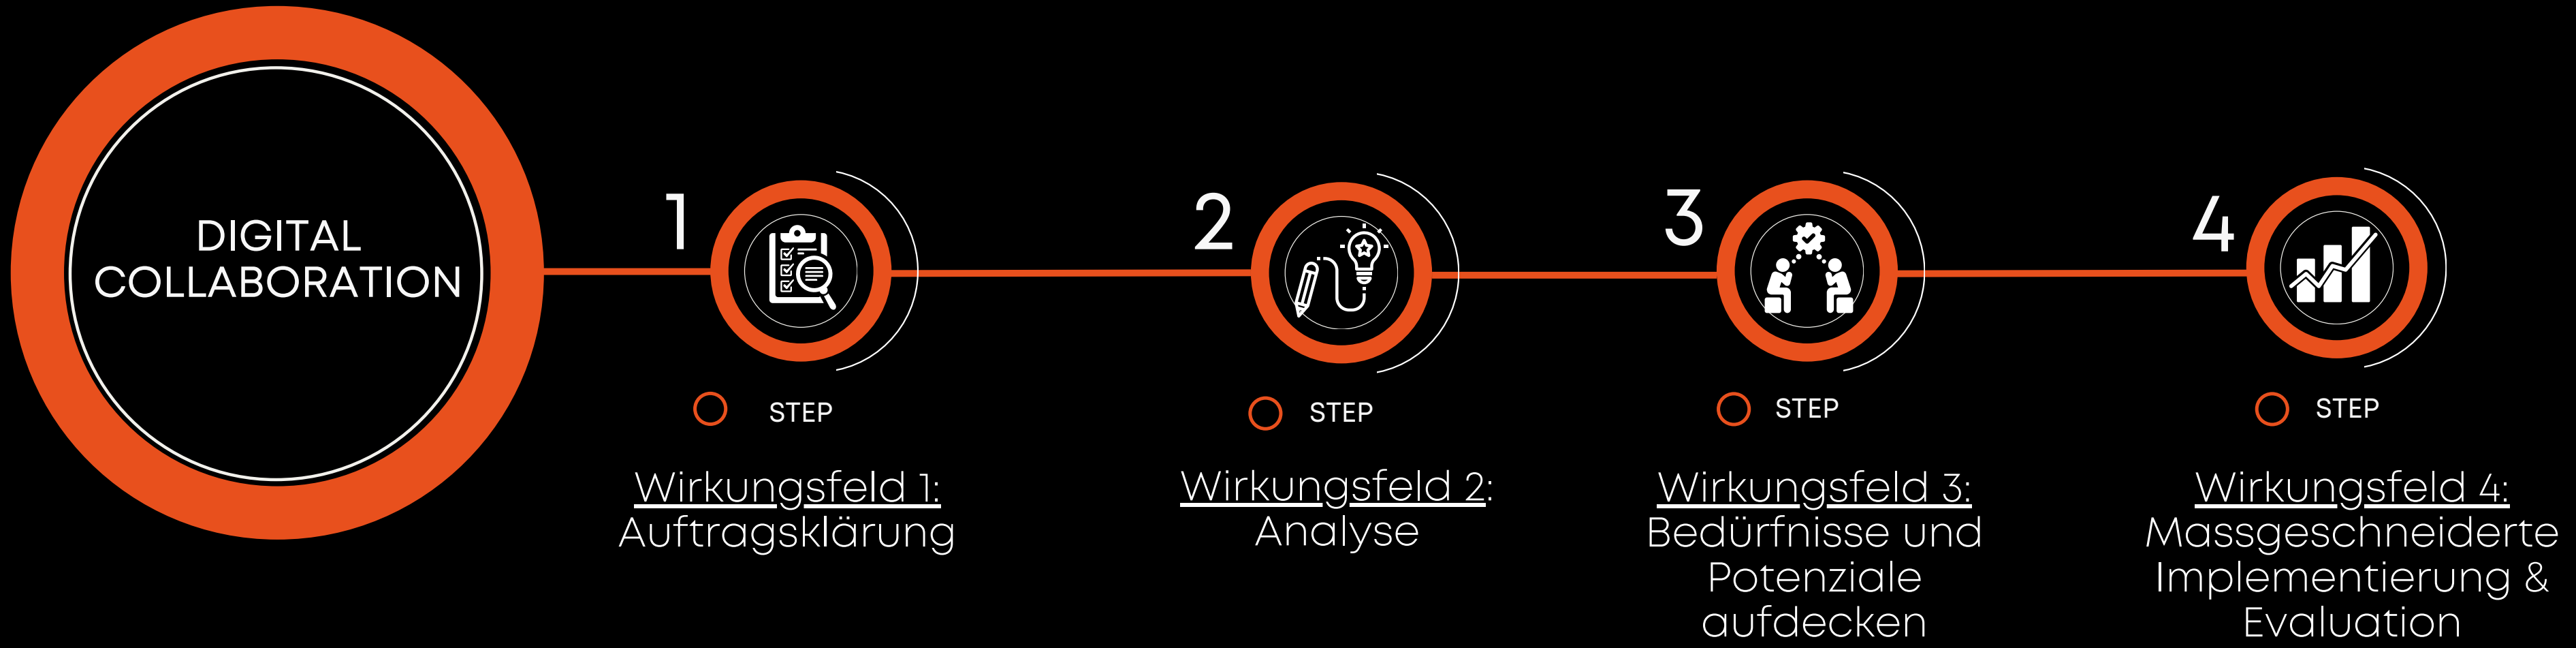 DIGITAL
COLLABORATION
1
STEP
Wirkungsfeld 1:
Auftragsklärung
2
STEP
Wirkungsfeld 2:
Analyse
3
STEP
Wirkungsfeld 3:
Bedürfnisse und
Potenziale
aufdecken
4
STEP
Wirkungsfeld 4:
Massgeschneiderte
Implementierung &
Evaluation